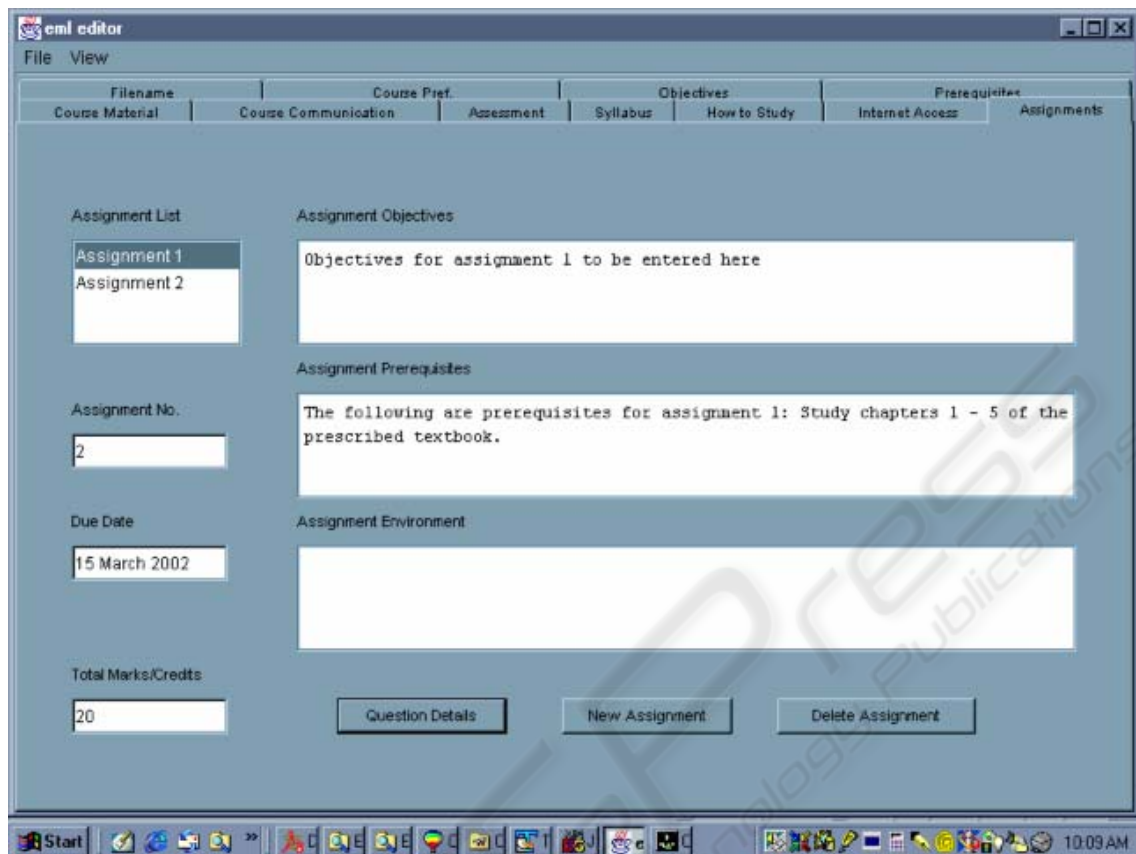 eml editor
File View
Filename Course Pref. Objectives Prerequisites
Course Material Course Communication Assessment Syllabus How to Study Internet Access Assignments
Assignment List
Assignment 1
Assignment 2
Assignment Objectives
Objectives for assignment 1 to be entered here
Assignment Prerequisites
The following are prerequisites for assignment 1: Study chapters 1 - 5 of the
prescribed textbook.
Assignment No.
2
Due Date
15 March 2002
Assignment Environment
Total Marks/Credits
20
Question Details New Assignment Delete Assignment
Start » D E E C C T J e C 10:09 AM
Press
Technology Publications